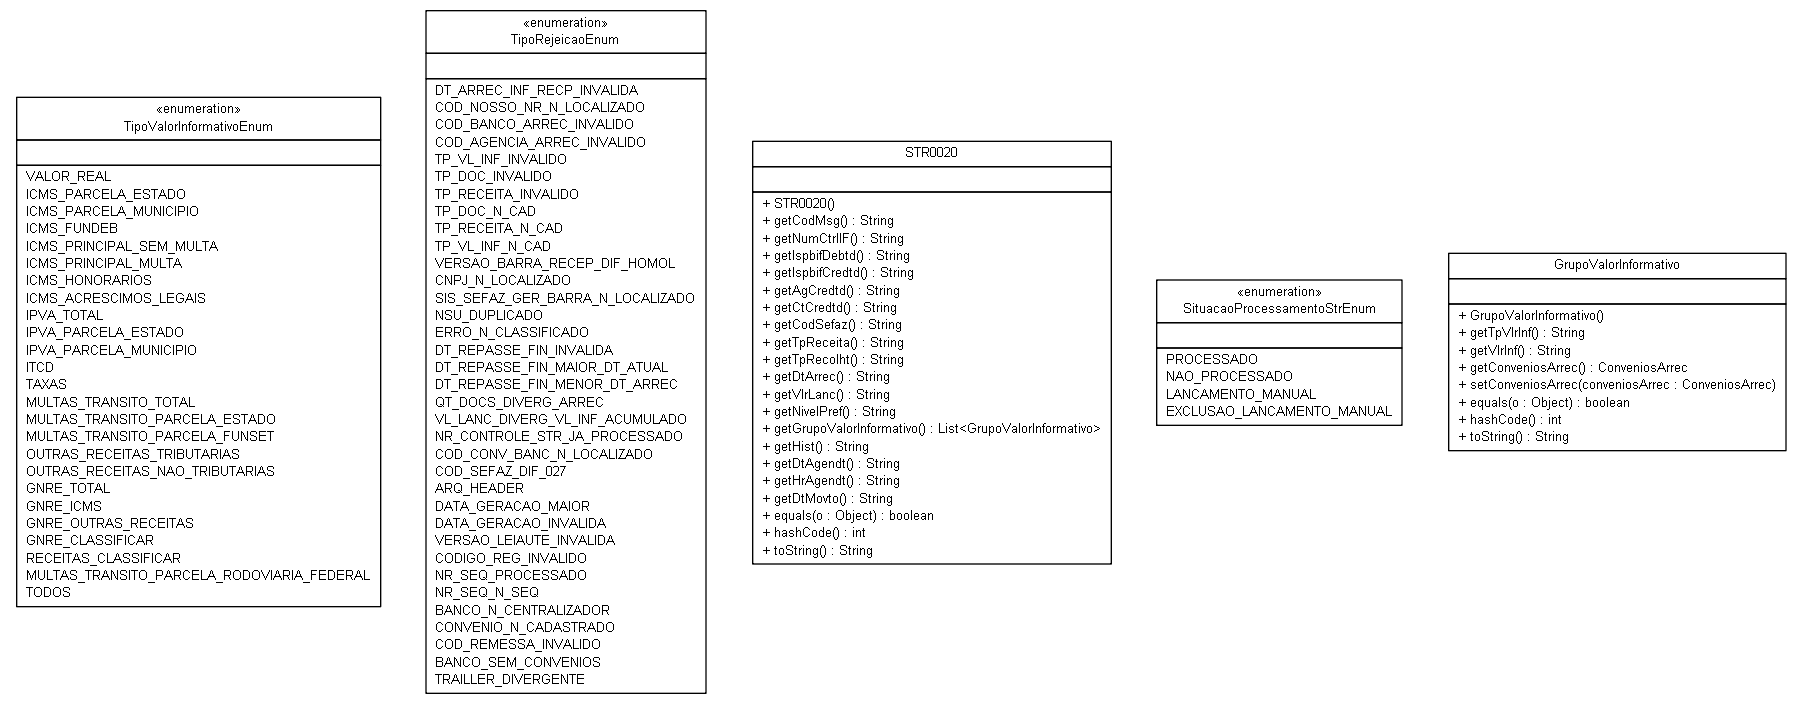 «enumeration»
TipoValorInformativoEnum
VALOR_REAL
ICMS_PARCELA_ESTADO
ICMS_PARCELA_MUNICIPIO
ICMS_FUNDEB
ICMS_PRINCIPAL_SEM_MULTA
ICMS_PRINCIPAL_MULTA
ICMS_HONORARIOS
ICMS_ACRESCIMOS_LEGAIS
IPVA_TOTAL
IPVA_PARCELA_ESTADO
IPVA_PARCELA_MUNICIPIO
ITCD
TAXAS
MULTAS_TRANSITO_TOTAL
MULTAS_TRANSITO_PARCELA_ESTADO
MULTAS_TRANSITO_PARCELA_FUNSET
OUTRAS_RECEITAS_TRIBUTARIAS
OUTRAS_RECEITAS_NAO_TRIBUTARIAS
GNRE_TOTAL
GNRE_ICMS
GNRE_OUTRAS_RECEITAS
GNRE_CLASSIFICAR
RECEITAS_CLASSIFICAR
MULTAS_TRANSITO_PARCELA_RODOVIARIA_FEDERAL
TODOS
«enumeration»
TipoRejeicaoEnum
DT_ARREC_INF_RECP_INVALIDA
COD_NOSSO_NR_N_LOCALIZADO
COD_BANCO_ARREC_INVALIDO
COD_AGENCIA_ARREC_INVALIDO
TP_VL_INF_INVALIDO
TP_DOC_INVALIDO
TP_RECEITA_INVALIDO
TP_DOC_N_CAD
TP_RECEITA_N_CAD
TP_VL_INF_N_CAD
VERSAO_BARRA_RECEP_DIF_HOMOL
CNPJ_N_LOCALIZADO
SIS_SEFAZ_GER_BARRA_N_LOCALIZADO
NSU_DUPLICADO
ERRO_N_CLASSIFICADO
DT_REPASSE_FIN_INVALIDA
DT_REPASSE_FIN_MAIOR_DT_ATUAL
DT_REPASSE_FIN_MENOR_DT_ARREC
QT_DOCS_DIVERG_ARREC
VL_LANC_DIVERG_VL_INF_ACUMULADO
NR_CONTROLE_STR_JA_PROCESSADO
COD_CONV_BANC_N_LOCALIZADO
COD_SEFAZ_DIF_027
ARQ_HEADER
DATA_GERACAO_MAIOR
DATA_GERACAO_INVALIDA
VERSAO_LEIAUTE_INVALIDA
CODIGO_REG_INVALIDO
NR_SEQ_PROCESSADO
NR_SEQ_N_SEQ
BANCO_N_CENTRALIZADOR
CONVENIO_N_CADASTRADO
COD_REMESSA_INVALIDO
BANCO_SEM_CONVENIOS
TRAILLER_DIVERGENTE
STR0020
+ STR0020()
+ getCodMsg() : String
+ getNumCtrlIF() : String
+ getIspbifDebtd() : String
+ getIspbifCredtd() : String
+ getAgCredtd() : String
+ getCtCredtd() : String
+ getCodSefaz() : String
+ getTpReceita() : String
+ getTpRecolht() : String
+ getDtArrec() : String
+ getVlrLanc() : String
+ getNivelPref() : String
+ getGrupoValorInformativo() : List<GrupoValorInformativo>
+ getHist() : String
+ getDtAgendt() : String
+ getHrAgendt() : String
+ getDtMovto() : String
+ equals(o : Object) : boolean
+ hashCode() : int
+ toString() : String
«enumeration»
SituacaoProcessamentoStrEnum
PROCESSADO
NAO_PROCESSADO
LANCAMENTO_MANUAL
EXCLUSAO_LANCAMENTO_MANUAL
GrupoValorInformativo
+ GrupoValorInformativo()
+ getTpVlrInf() : String
+ getVlrInf() : String
+ getConveniosArrec() : ConveniosArrec
+ setConveniosArrec(conveniosArrec : ConveniosArrec)
+ equals(o : Object) : boolean
+ hashCode() : int
+ toString() : String